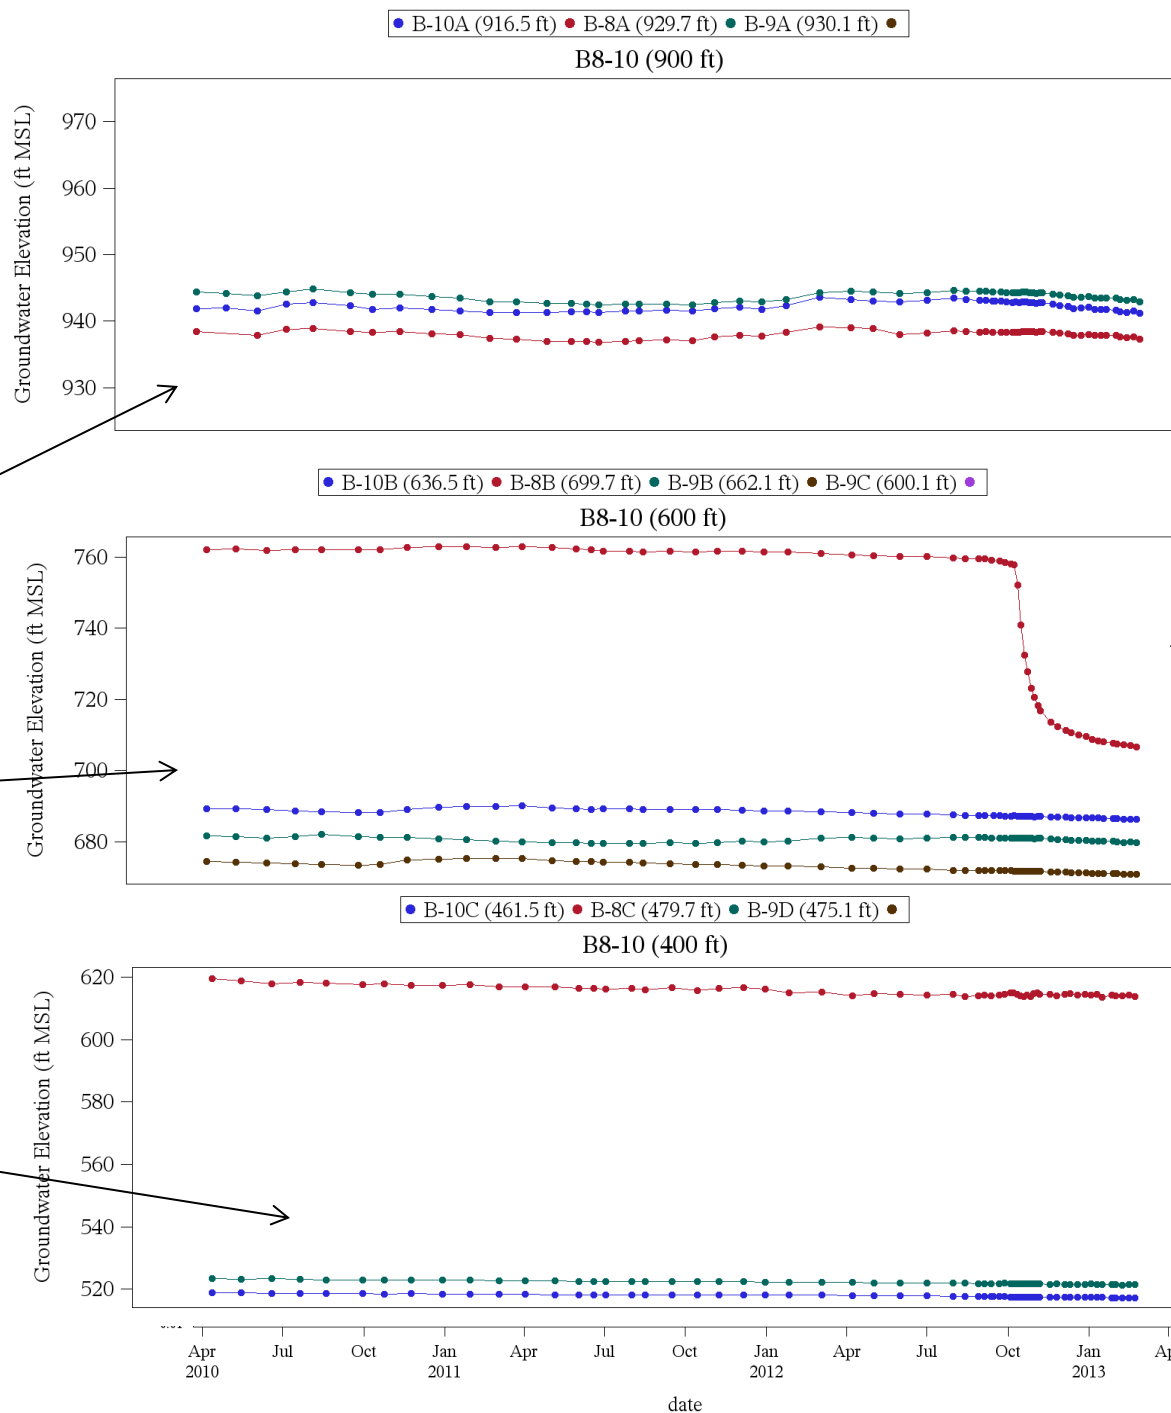 B-10A (916.5 ft) B-8A (929.7 ft) B-9A (930.1 ft)
B8-10 (900 ft)
Groundwater Elevation (ft MSL)
970
960
950
940
930
B-10B (636.5 ft) B-8B (699.7 ft) B-9B (662.1 ft) B-9C (600.1 ft)
B8-10 (600 ft)
Groundwater Elevation (ft MSL)
760
740
720
700
680
B-10C (461.5 ft) B-8C (479.7 ft) B-9D (475.1 ft)
B8-10 (400 ft)
Groundwater Elevation (ft MSL)
620
600
580
560
540
520
Apr Jul Oct Jan Apr Jul Oct Jan Apr Jul Oct Jan
2010 2011 2012 2013
date